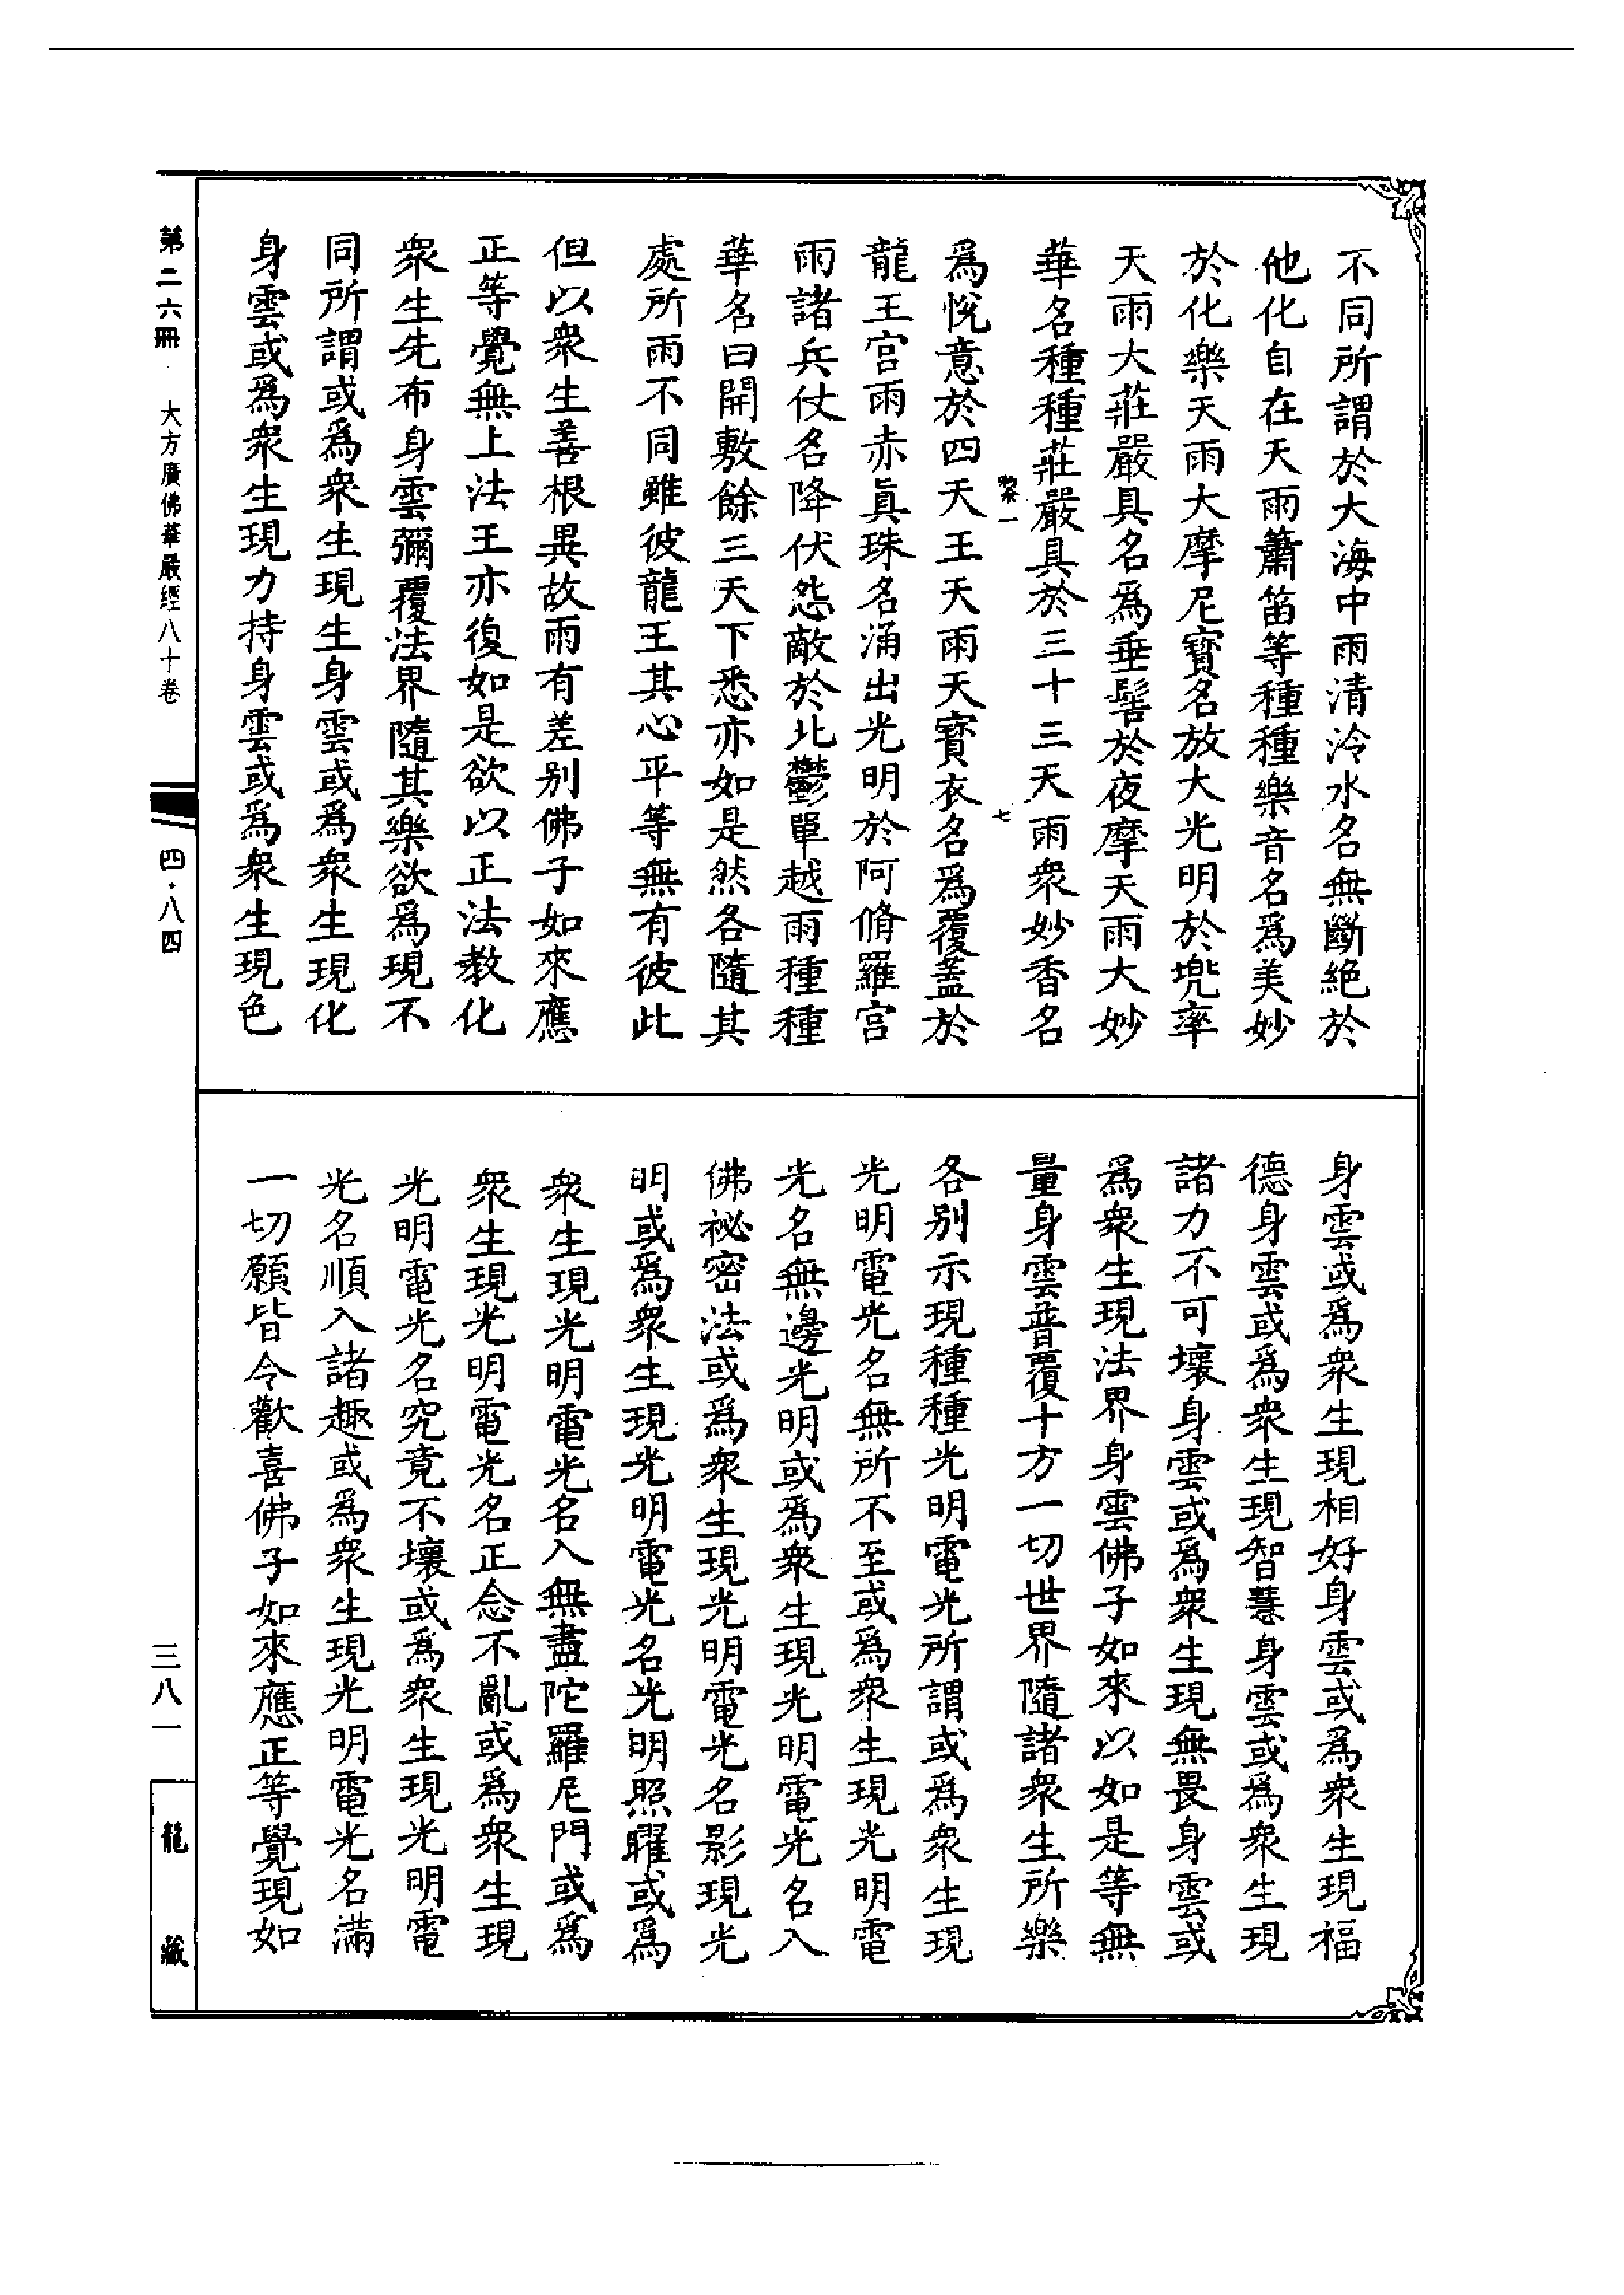 不同所謂於大海中雨清泠水名無斷絕於
他化自在天雨簫笛等種種樂音名爲美妙
於化樂天雨大摩尼寶名放大光明於兜率
天雨大莊嚴具名爲垂髻於夜摩天雨大妙
華名種種莊嚴具於三十三天雨衆妙香名
七
爲悅意於四天王天雨天寶衣名爲覆蓋於
龍王宮雨赤眞珠名涌出光明於阿脩羅宮
雨諸兵仗名降伏怨敵於北鬱單越雨種種
華名曰開敷餘三天下悉亦如是然各隨其
處所雨不同雖彼龍王其心平等無有彼此
但以衆生善根異故雨有差別佛子如來應
正等覺無上法王亦復如是欲以正法教化
衆生先布身雲彌覆法界隨其樂欲爲現不
同所謂或爲衆生現生身雲或爲衆生現化
身雲或爲衆生現力持身雲或爲衆生現色
身雲或爲衆生現相好身雲或爲衆生現福
德身雲或爲衆生現智慧身雲或爲衆生現
諸力不可壞身雲或爲衆生現無畏身雲或
爲衆生現法界身雲佛子如來以如是等無
量身雲普覆十方一切世界隨諸衆生所樂
各別示現種種光明電光所謂或爲衆生現
光明電光名無所不至或爲衆生現光明電
光名無邊光明或爲衆生現光明電光名入
佛祕密法或爲衆生現光明電光名影現光
明或爲衆生現光明電光名光明照曜或爲
衆生現光明電光名入無盡陀羅尼門或爲
衆生現光明電光名正念不亂或爲衆生現
光明電光名究竟不壞或爲衆生現光明電
光名順入諸趣或爲衆生現光明電光名滿
一切願皆令歡喜佛子如來應正等覺現如
第二六冊 大方廣佛華嚴經八十卷 四·八四
三八一
龍藏